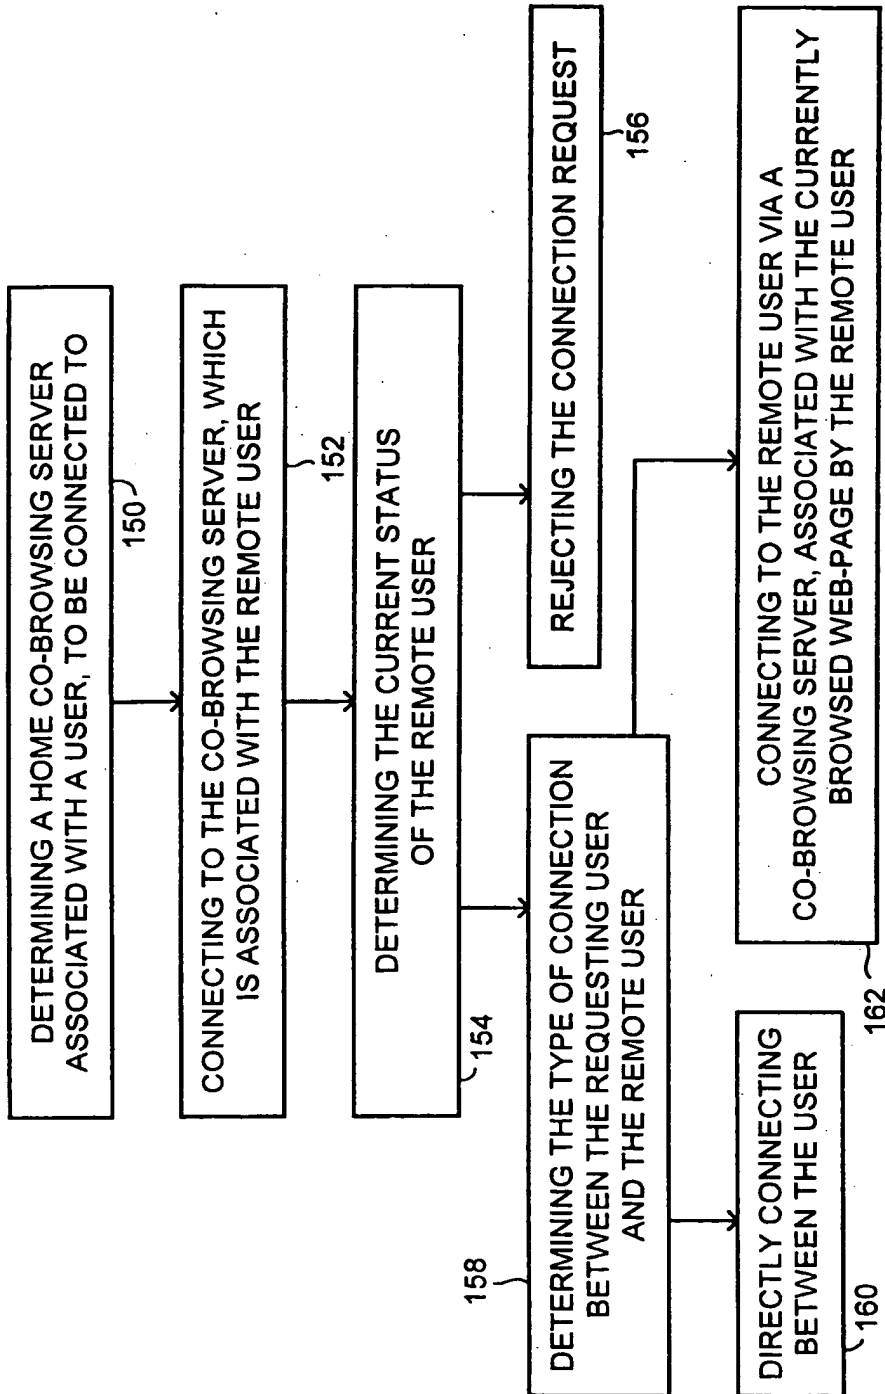 DETERMINING A HOME CO-BROWSING SERVER
ASSOCIATED WITH A USER, TO BE CONNECTED TO
150
CONNECTING TO THE CO-BROWSING SERVER, WHICH
IS ASSOCIATED WITH THE REMOTE USER
152
DETERMINING THE CURRENT STATUS
OF THE REMOTE USER
154
REJECTING THE CONNECTION REQUEST
156
158
DETERMINING THE TYPE OF CONNECTION
BETWEEN THE REQUESTING USER
AND THE REMOTE USER
DIRECTLY CONNECTING
BETWEEN THE USER
160
CONNECTING TO THE REMOTE USER VIA A
CO-BROWSING SERVER, ASSOCIATED WITH THE CURRENTLY
BROWSED WEB-PAGE BY THE REMOTE USER
162